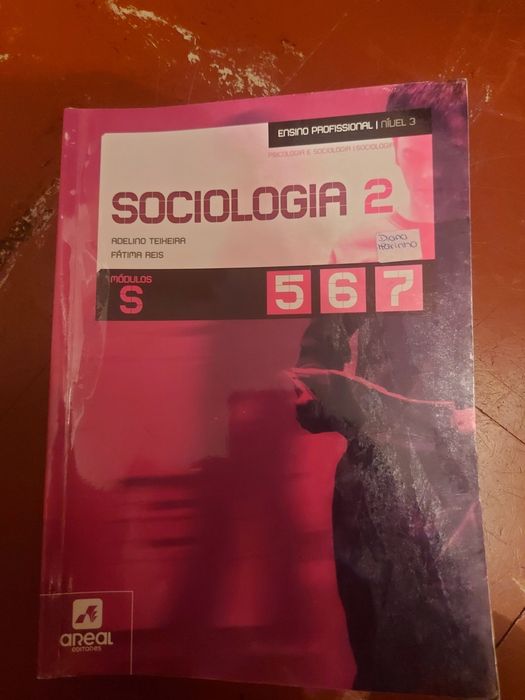 ENSINO PROFISSIONAL | NÍVEL 3
PSICOLOGIA E SOCIOLOGIA | SOCIOLOGIA
SOCIOLOGIA 2
ADELINO TEIXEIRA
FÁTIMA REIS
Diana
MÓDULOS
S
5 6 7
AREAL
EDITORES